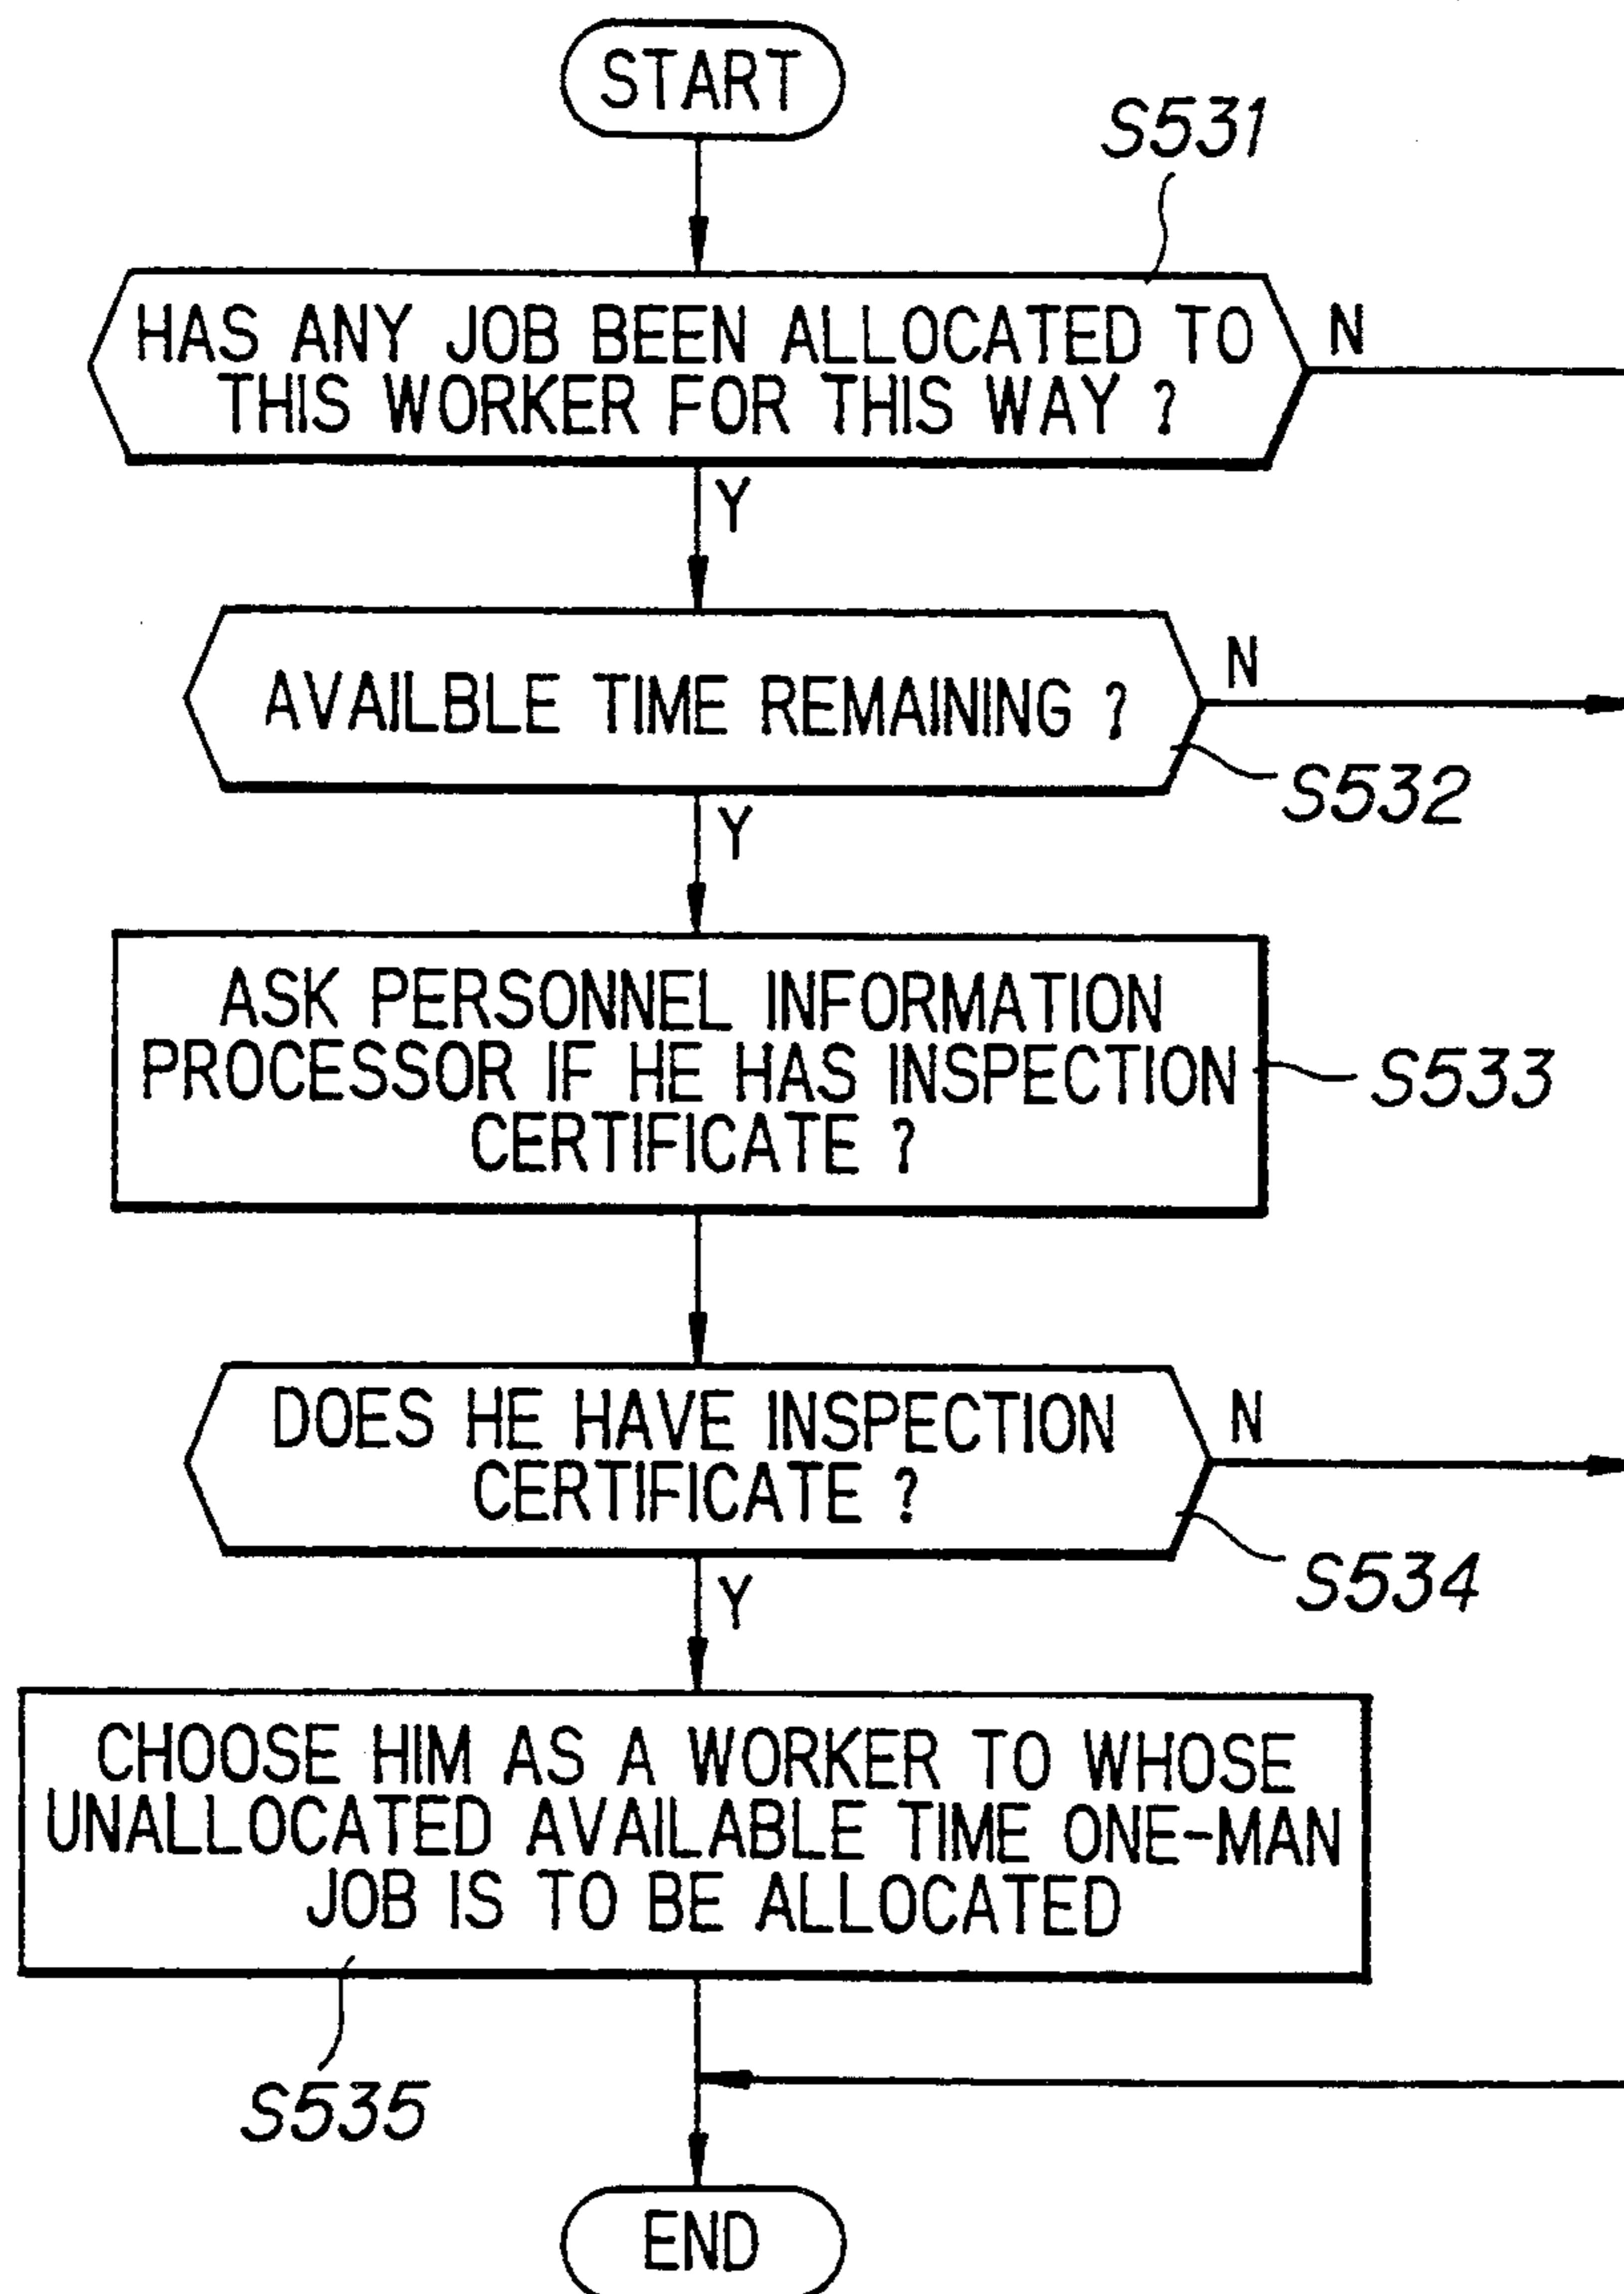 START
S531
HAS ANY JOB BEEN ALLOCATED TO
THIS WORKER FOR THIS WAY ?
N
Y
AVAILBLE TIME REMAINING ?
N
S532
Y
ASK PERSONNEL INFORMATION
PROCESSOR IF HE HAS INSPECTION
CERTIFICATE ?
S533
DOES HE HAVE INSPECTION
CERTIFICATE ?
N
S534
Y
CHOOSE HIM AS A WORKER TO WHOSE
UNALLOCATED AVAILABLE TIME ONE-MAN
JOB IS TO BE ALLOCATED
S535
END